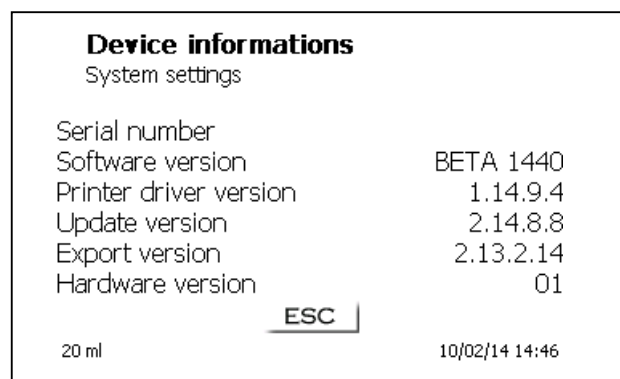 Device informations
System settings
Serial number
Software version BETA 1440
Printer driver version 1.14.9.4
Update version 2.14.8.8
Export version 2.13.2.14
Hardware version 01
ESC
20 ml 10/02/14 14:46